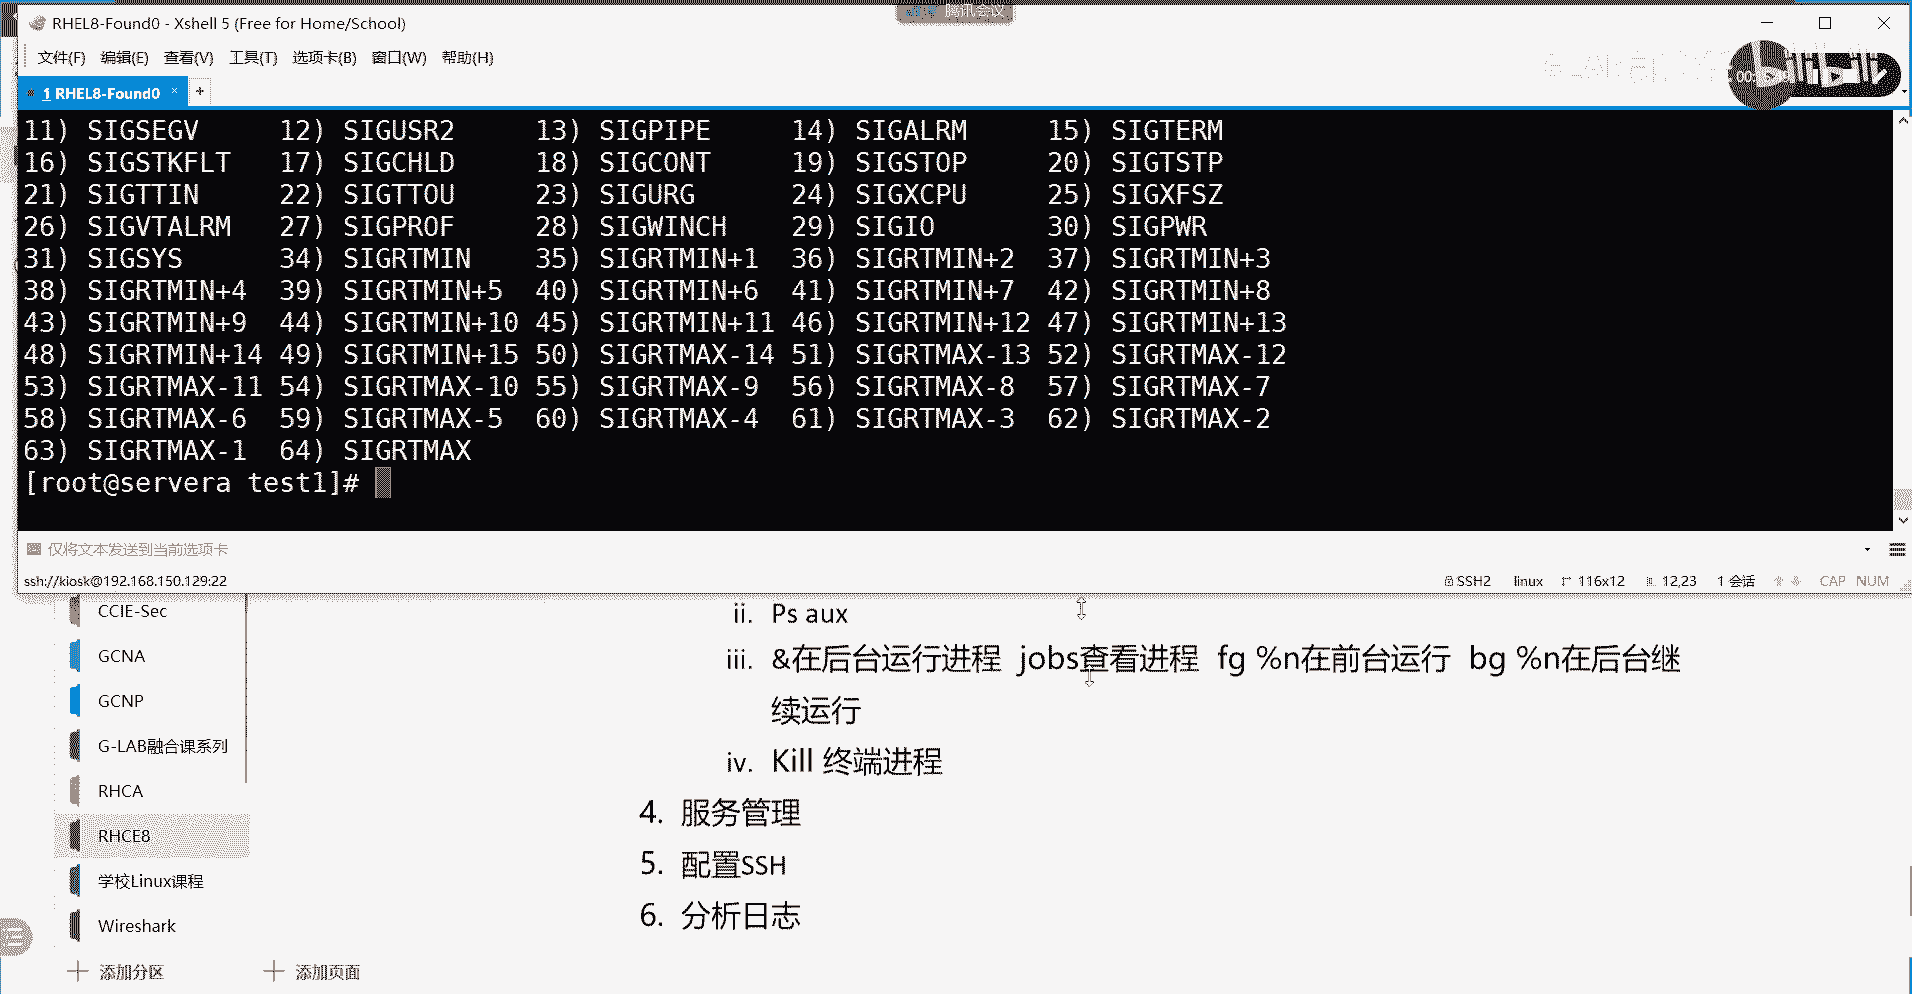 腾讯会议
RHEL8-Found0 - Xshell 5 (Free for Home/School)
文件(F) 编辑(E) 查看(V) 工具(T) 选项卡(B) 窗口(W) 帮助(H)
1 RHEL8-Found0 × +
11) SIGSEGV 12) SIGUSR2 13) SIGPIPE 14) SIGALRM 15) SIGTERM
16) SIGSTKFLT 17) SIGCHLD 18) SIGCONT 19) SIGSTOP 20) SIGTSTP
21) SIGTTIN 22) SIGTTOU 23) SIGURG 24) SIGXCPU 25) SIGXFSZ
26) SIGVTALRM 27) SIGPROF 28) SIGWINCH 29) SIGIO 30) SIGPWR
31) SIGSYS 34) SIGRTMIN 35) SIGRTMIN+1 36) SIGRTMIN+2 37) SIGRTMIN+3
38) SIGRTMIN+4 39) SIGRTMIN+5 40) SIGRTMIN+6 41) SIGRTMIN+7 42) SIGRTMIN+8
43) SIGRTMIN+9 44) SIGRTMIN+10 45) SIGRTMIN+11 46) SIGRTMIN+12 47) SIGRTMIN+13
48) SIGRTMIN+14 49) SIGRTMIN+15 50) SIGRTMAX-14 51) SIGRTMAX-13 52) SIGRTMAX-12
53) SIGRTMAX-11 54) SIGRTMAX-10 55) SIGRTMAX-9 56) SIGRTMAX-8 57) SIGRTMAX-7
58) SIGRTMAX-6 59) SIGRTMAX-5 60) SIGRTMAX-4 61) SIGRTMAX-3 62) SIGRTMAX-2
63) SIGRTMAX-1 64) SIGRTMAX
[root@servera test1]#
仅将文本发送到当前选项卡
ssh://kiosk@192.168.150.129:22 SSH2 linux 116x12 12,23 1 会话 CAP NUM
CCIE-Sec
GCNA
GCNP
G-LAB融合课系列
RHCA
RHCE8
学校Linux课程
Wireshark
添加分区 添加页面
ii. Ps aux
iii. &在后台运行进程 jobs查看进程 fg %n在前台运行 bg %n在后台继
续运行
iv. Kill 终端进程
4. 服务管理
5. 配置SSH
6. 分析日志